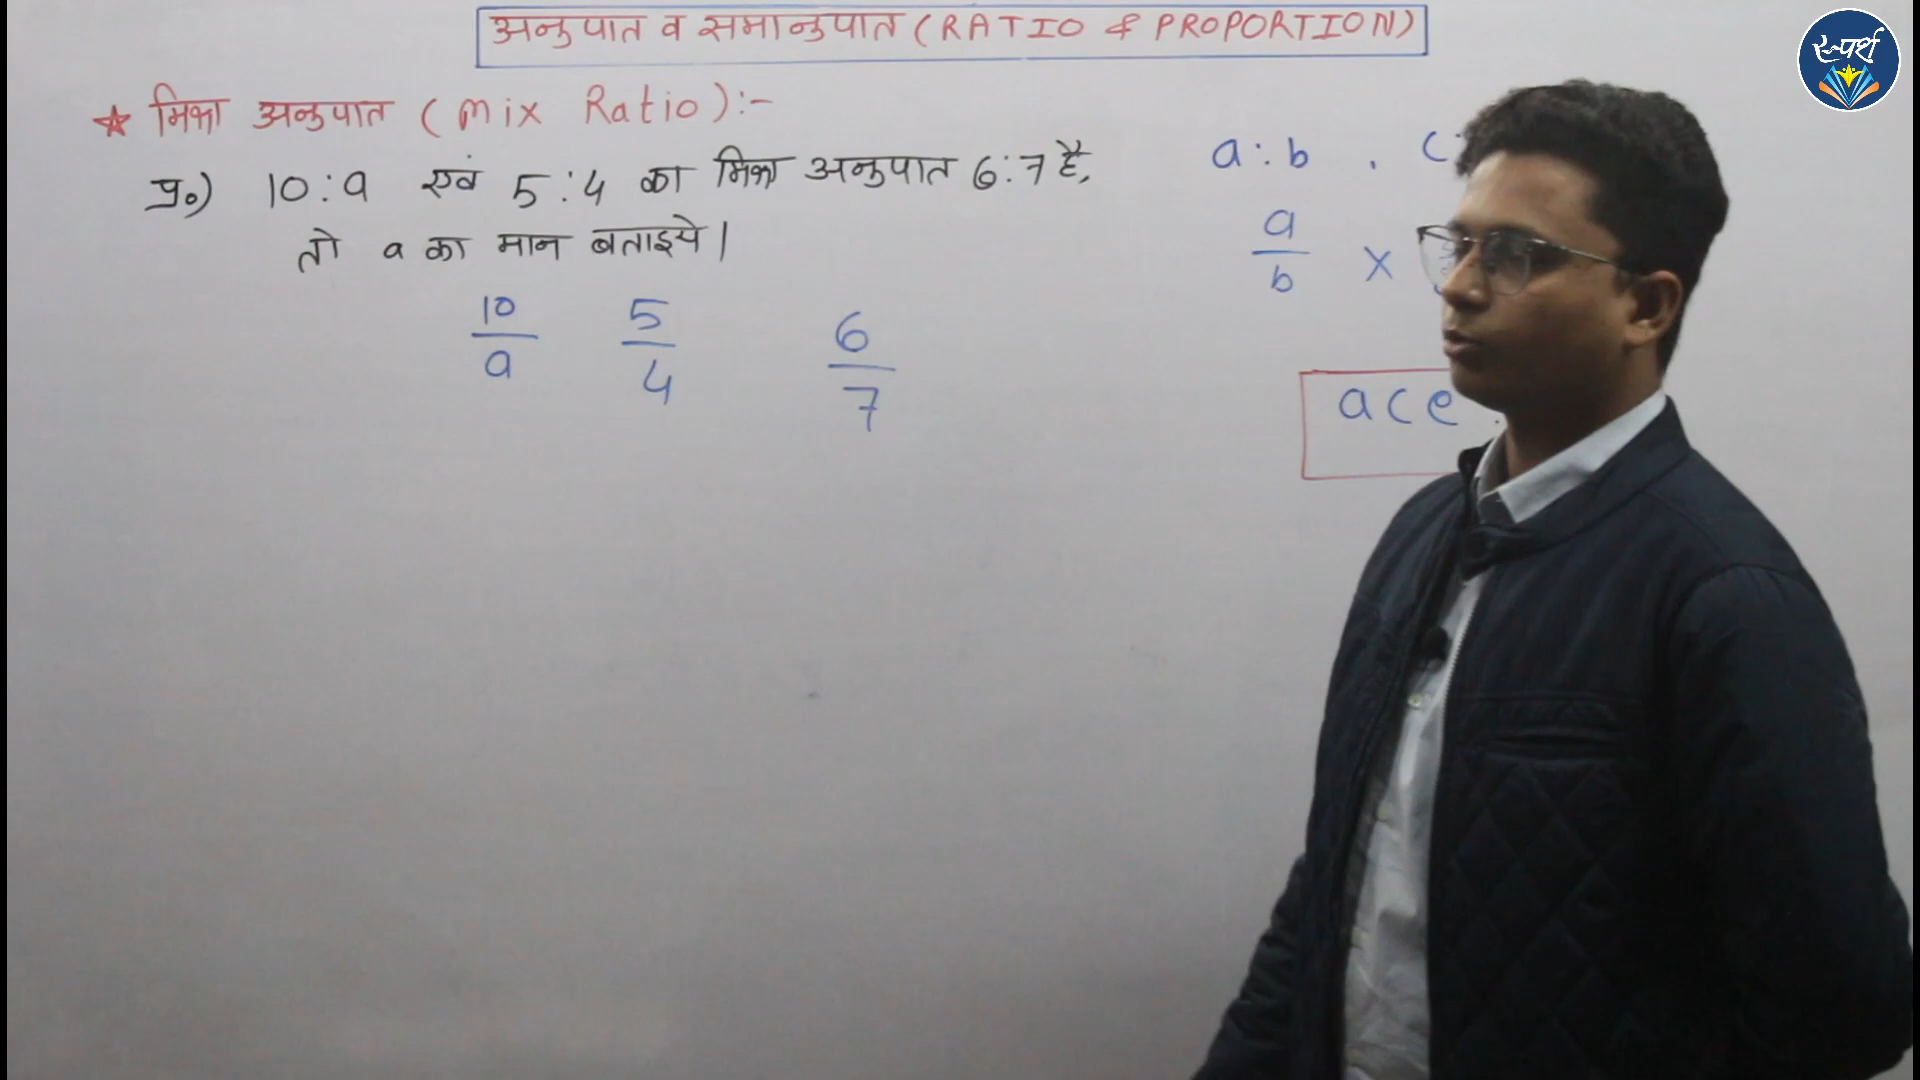 अनुपात व समानुपात (RATIO & PROPORTION)
★ मिश्र अनुपात (Mix Ratio):-
प्र०) 10:a एवं 5:4 का मिश्र अनुपात 6:7 है,
तो a का मान बताइये।
10/a 5/4 6/7
a:b , c:
a/b ×
ace :
स्पर्श